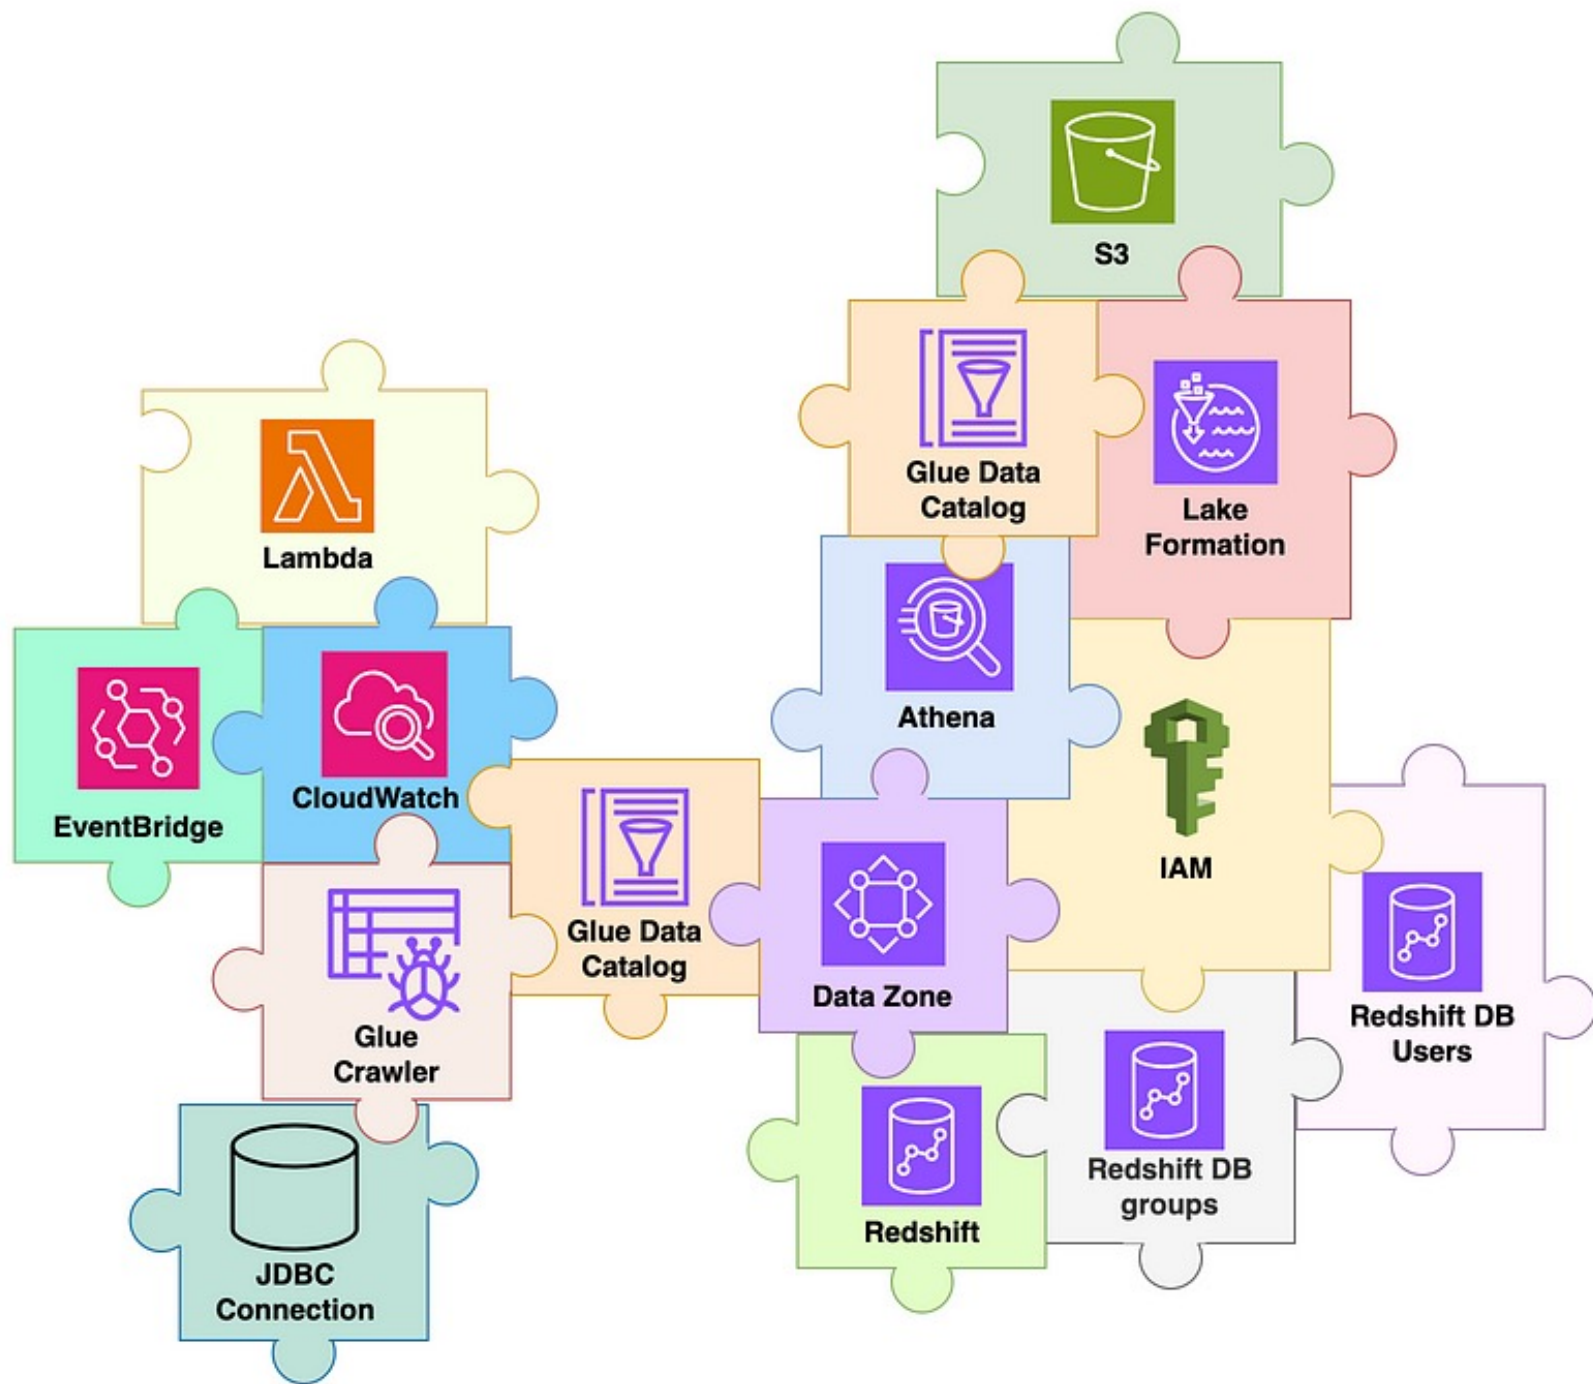 S3
Glue Data
Catalog
Lake
Formation
Lambda
Athena
EventBridge
CloudWatch
IAM
Glue Data
Catalog
Data Zone
Redshift DB
Users
Glue
Crawler
Redshift DB
groups
Redshift
JDBC
Connection